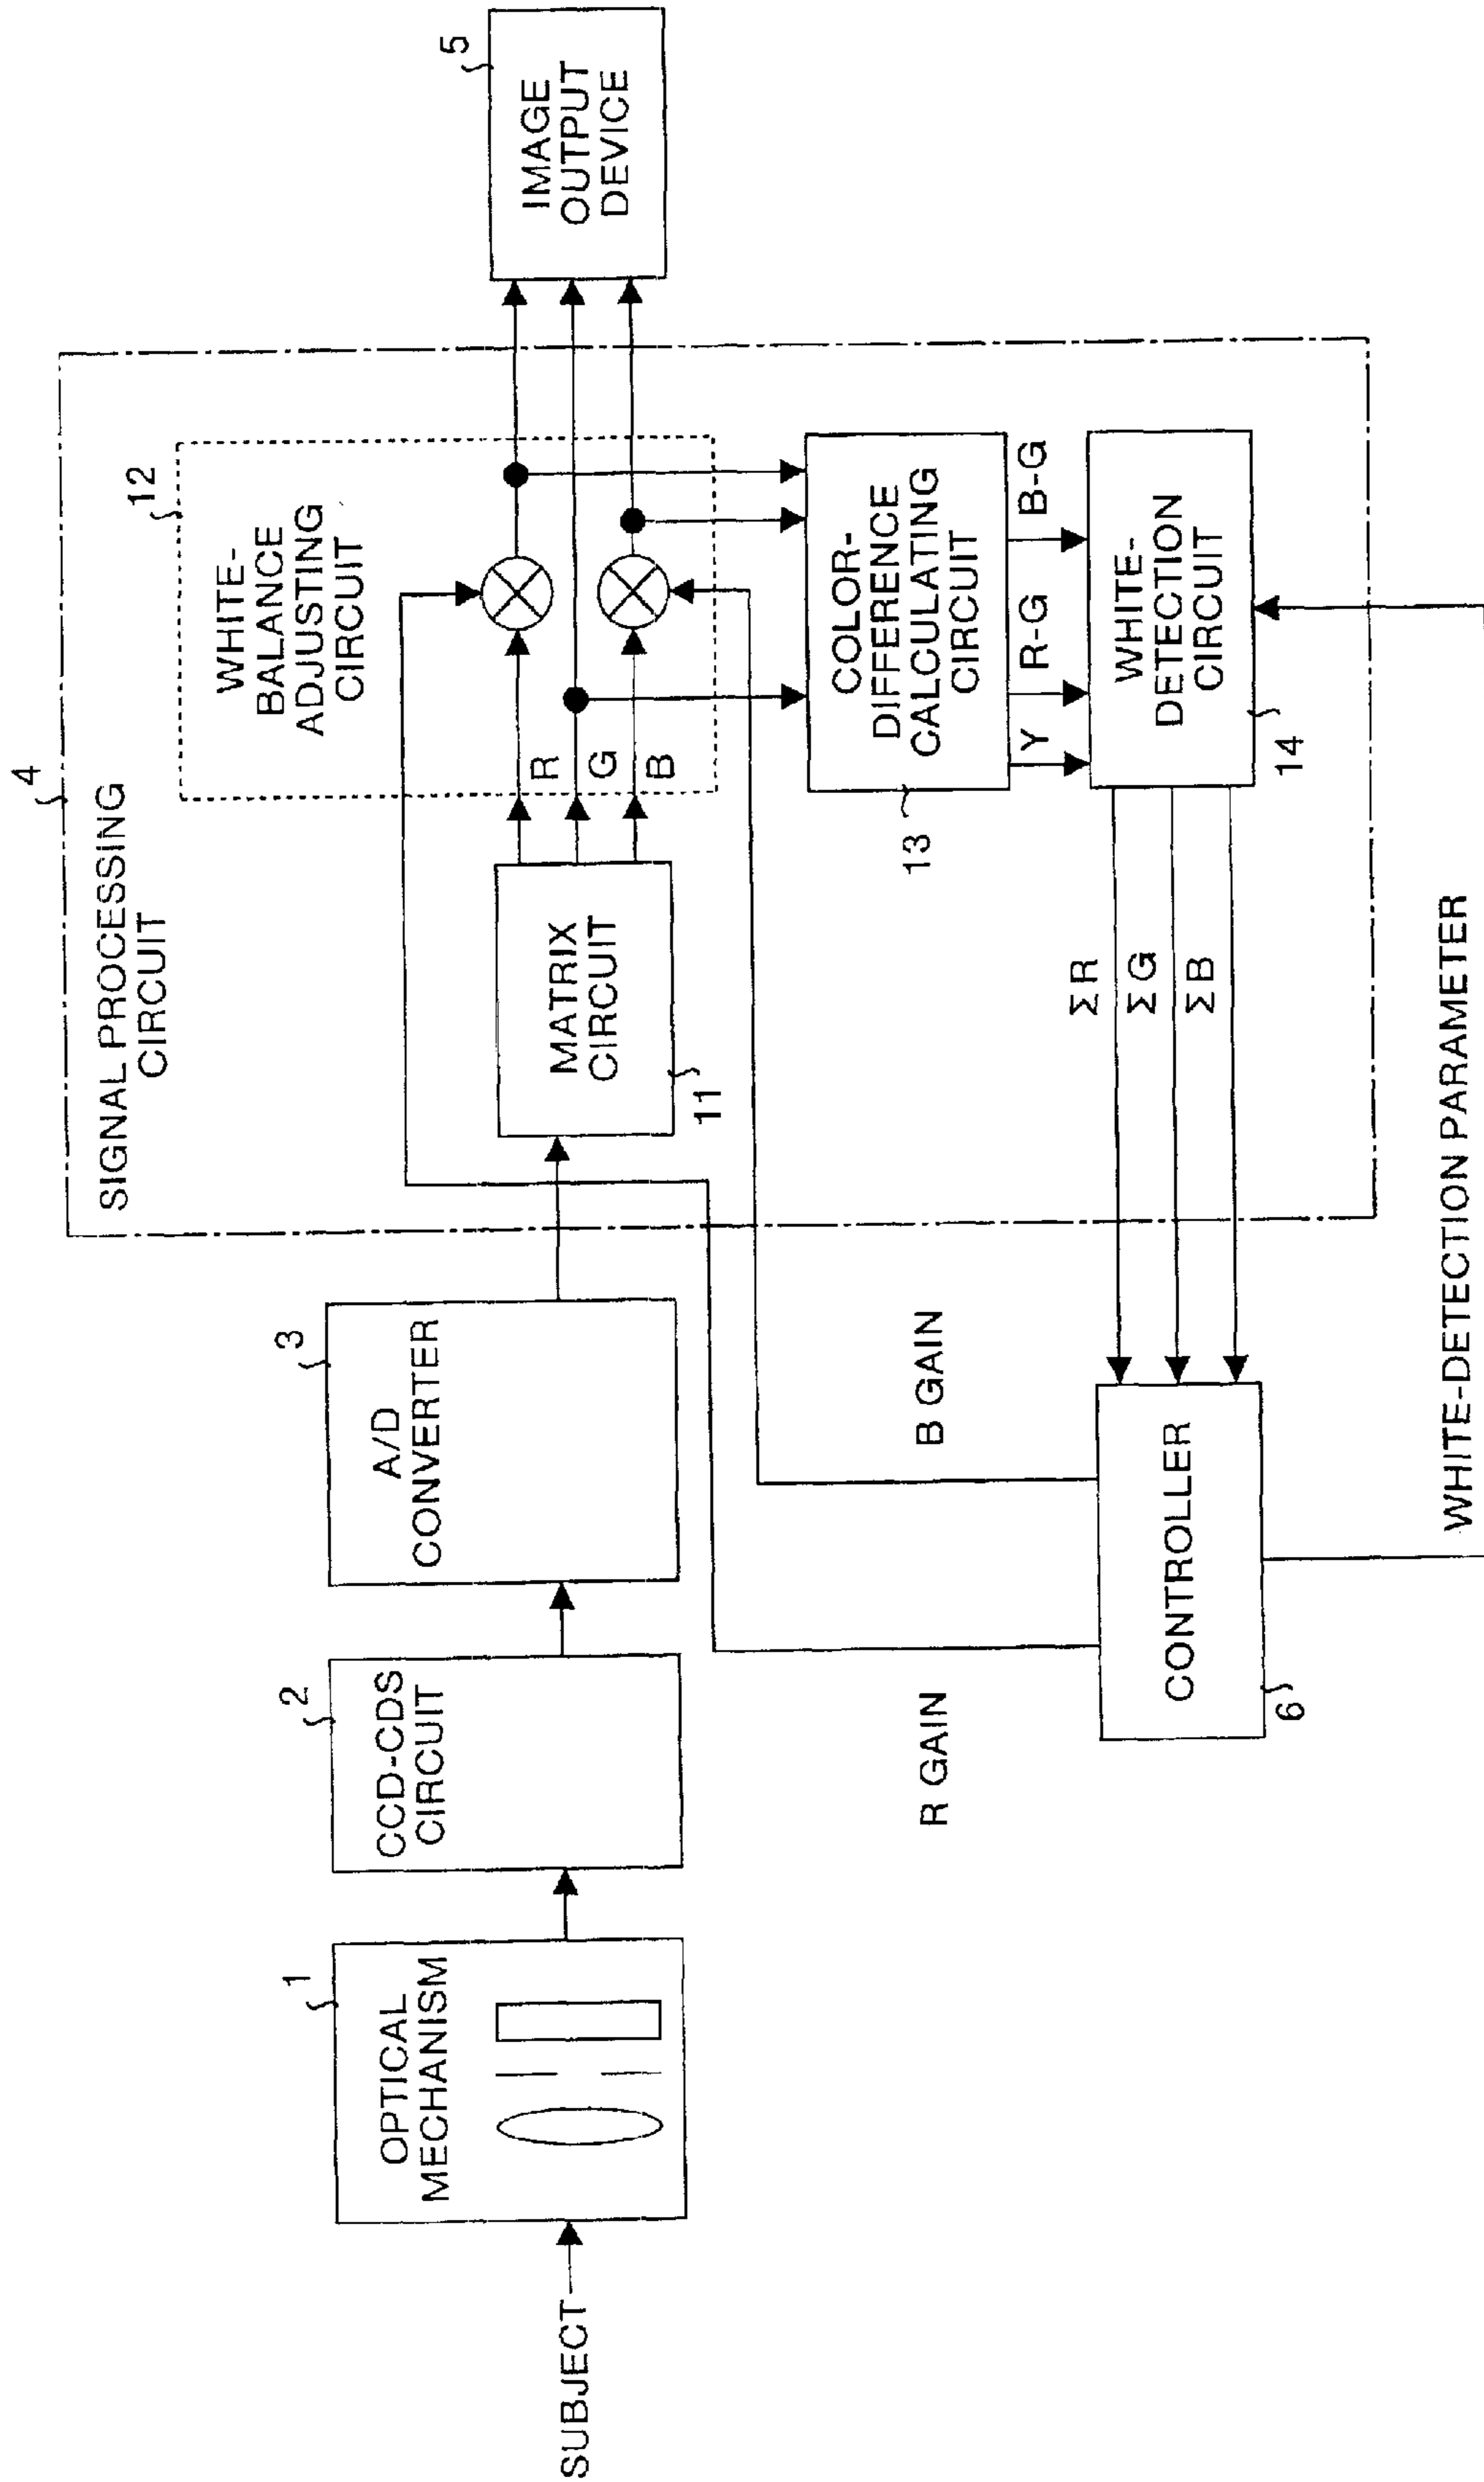 4
SIGNAL PROCESSING
CIRCUIT
12
WHITE-
BALANCE
ADJUSTING
CIRCUIT
5
IMAGE
OUTPUT
DEVICE
3
A/D
CONVERTER
2
CCD-CDS
CIRCUIT
1
OPTICAL
MECHANISM
SUBJECT
MATRIX
CIRCUIT
11
R
G
B
COLOR-
DIFFERENCE
CALCULATING
CIRCUIT
13
Y
R-G
B-G
WHITE-
DETECTION
CIRCUIT
14
ΣR
ΣG
ΣB
R GAIN
B GAIN
CONTROLLER
6
WHITE-DETECTION PARAMETER